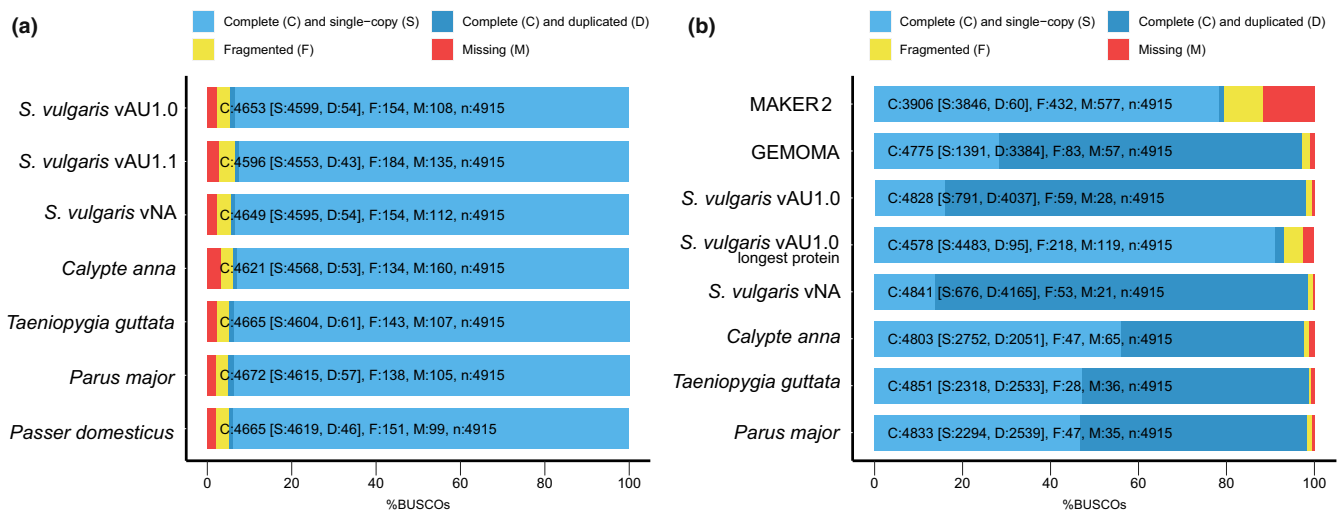 (a)
Complete (C) and single−copy (S)
Complete (C) and duplicated (D)
Fragmented (F)
Missing (M)
S. vulgaris vAU1.0
C:4653 [S:4599, D:54], F:154, M:108, n:4915
S. vulgaris vAU1.1
C:4596 [S:4553, D:43], F:184, M:135, n:4915
S. vulgaris vNA
C:4649 [S:4595, D:54], F:154, M:112, n:4915
Calypte anna
C:4621 [S:4568, D:53], F:134, M:160, n:4915
Taeniopygia guttata
C:4665 [S:4604, D:61], F:143, M:107, n:4915
Parus major
C:4672 [S:4615, D:57], F:138, M:105, n:4915
Passer domesticus
C:4665 [S:4619, D:46], F:151, M:99, n:4915
0 20 40 60 80 100
%BUSCOs
(b)
Complete (C) and single−copy (S)
Complete (C) and duplicated (D)
Fragmented (F)
Missing (M)
MAKER2
C:3906 [S:3846, D:60], F:432, M:577, n:4915
GEMOMA
C:4775 [S:1391, D:3384], F:83, M:57, n:4915
S. vulgaris vAU1.0
C:4828 [S:791, D:4037], F:59, M:28, n:4915
S. vulgaris vAU1.0
longest protein
C:4578 [S:4483, D:95], F:218, M:119, n:4915
S. vulgaris vNA
C:4841 [S:676, D:4165], F:53, M:21, n:4915
Calypte anna
C:4803 [S:2752, D:2051], F:47, M:65, n:4915
Taeniopygia guttata
C:4851 [S:2318, D:2533], F:28, M:36, n:4915
Parus major
C:4833 [S:2294, D:2539], F:47, M:35, n:4915
0 20 40 60 80 100
%BUSCOs